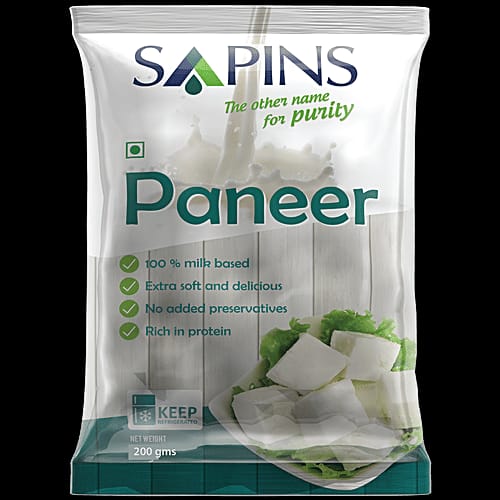 SAPINS
The other name
for purity
Paneer
100 % milk based
Extra soft and delicious
No added preservatives
Rich in protein
KEEP
REFRIGERATTO
NET WEIGHT
200 gms